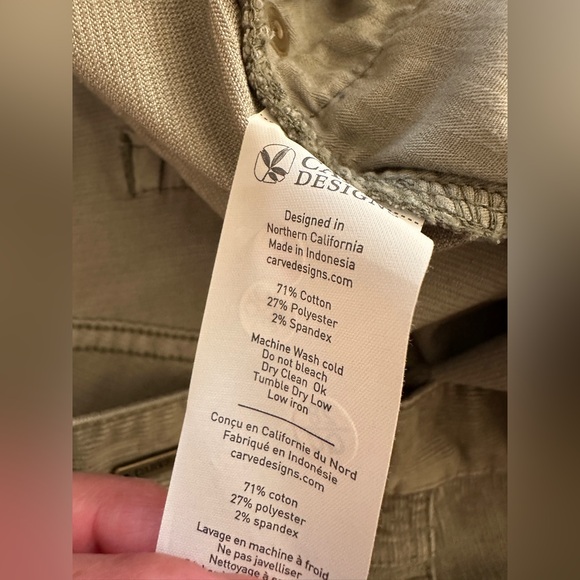 DESIGN
Designed in
Northern California
Made in Indonesia
carvedesigns.com
71% Cotton
27% Polyester
2% Spandex
Machine Wash cold
Do not bleach
Dry Clean Ok
Tumble Dry Low
Low iron
Conçu en Californie du Nord
Fabriqué en Indonésie
carvedesigns.com
71% coton
27% polyester
2% spandex
Lavage en machine à froid
Ne pas javelliser
Nettoyage à